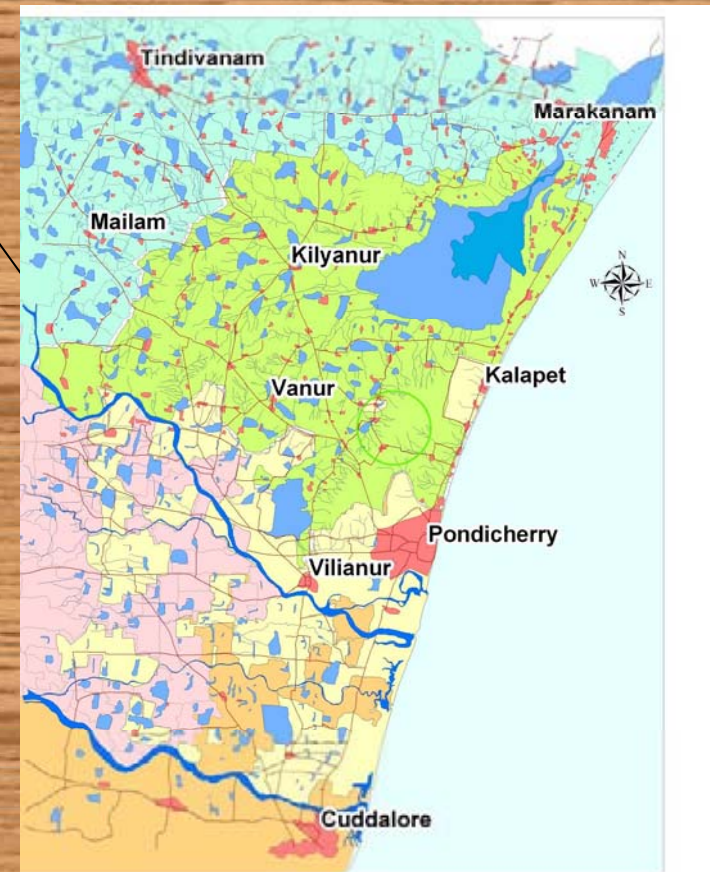 Tindivanam
Marakanam
Mailam
Kilyanur
N
W E
S
Kalapet
Vanur
Pondicherry
Vilianur
Cuddalore